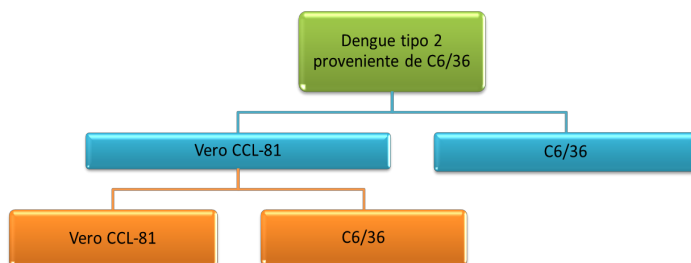 Dengue tipo 2
proveniente de C6/36
Vero CCL-81
C6/36
Vero CCL-81
C6/36